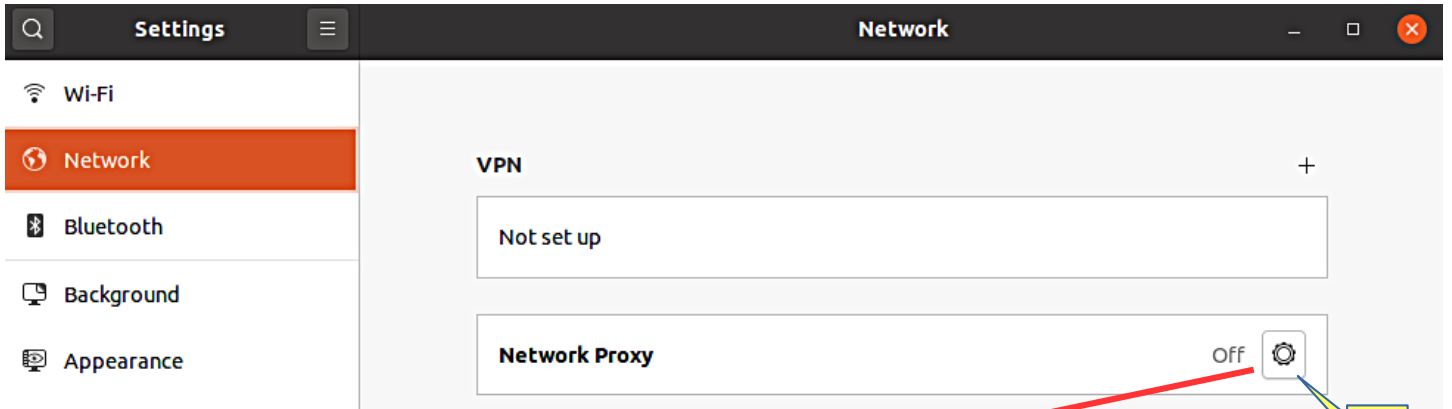 Settings
Network
Wi-Fi
Network
VPN
+
Bluetooth
Not set up
Background
Network Proxy
Off
Appearance